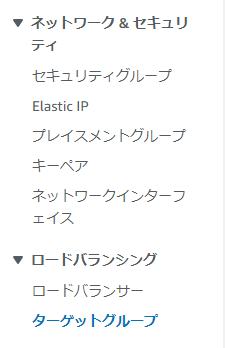 ▼ ネットワーク & セキュリ
ティ
セキュリティグループ
Elastic IP
プレイスメントグループ
キーペア
ネットワークインターフ
ェイス
▼ ロードバランシング
ロードバランサー
ターゲットグループ